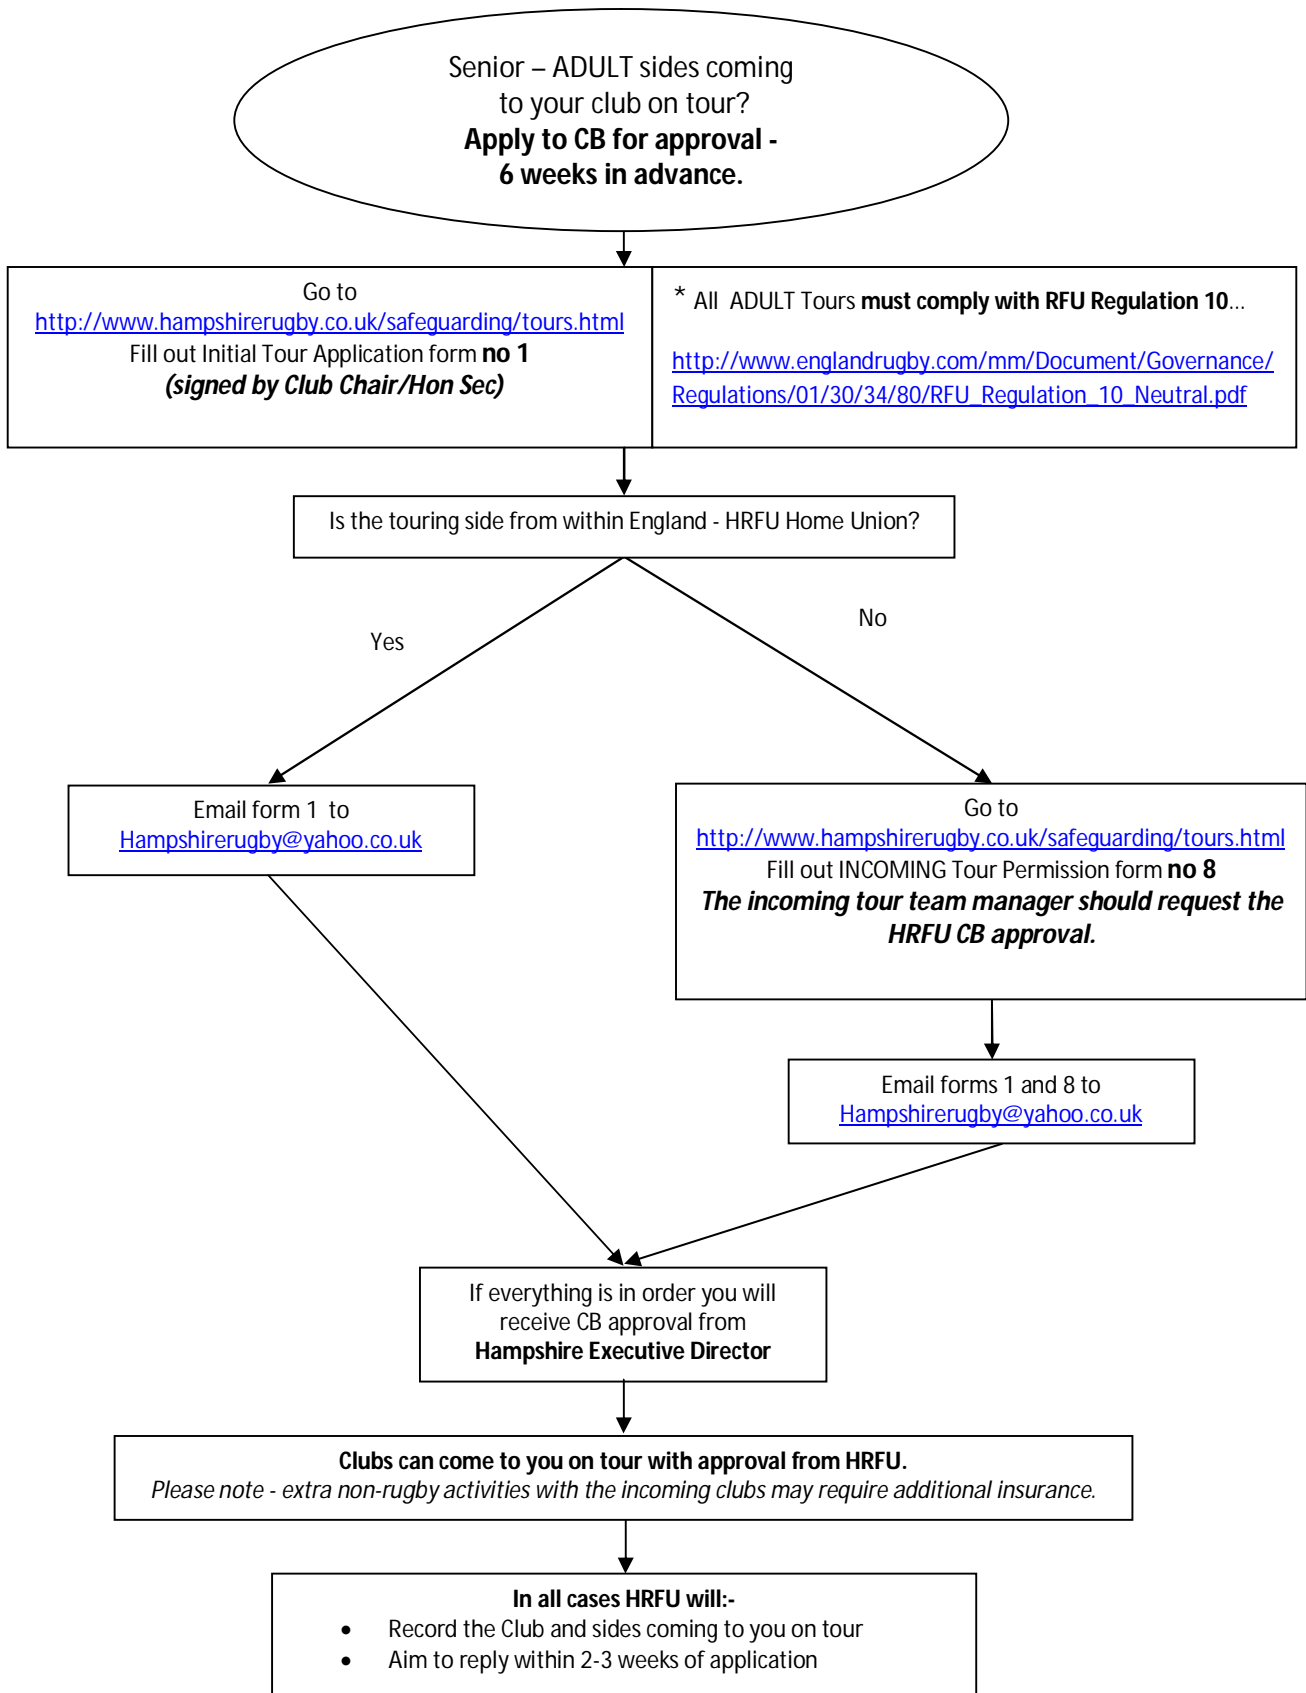 Senior – ADULT sides coming
to your club on tour?
Apply to CB for approval -
6 weeks in advance.
Go to
http://www.hampshirerugby.co.uk/safeguarding/tours.html
Fill out Initial Tour Application form no 1
(signed by Club Chair/Hon Sec)
* All ADULT Tours must comply with RFU Regulation 10...
http://www.englandrugby.com/mm/Document/Governance/
Regulations/01/30/34/80/RFU_Regulation_10_Neutral.pdf
Is the touring side from within England - HRFU Home Union?
Yes
No
Email form 1 to
Hampshirerugby@yahoo.co.uk
Go to
http://www.hampshirerugby.co.uk/safeguarding/tours.html
Fill out INCOMING Tour Permission form no 8
The incoming tour team manager should request the
HRFU CB approval.
Email forms 1 and 8 to
Hampshirerugby@yahoo.co.uk
If everything is in order you will
receive CB approval from
Hampshire Executive Director
Clubs can come to you on tour with approval from HRFU.
Please note - extra non-rugby activities with the incoming clubs may require additional insurance.
In all cases HRFU will:-
• Record the Club and sides coming to you on tour
• Aim to reply within 2-3 weeks of application